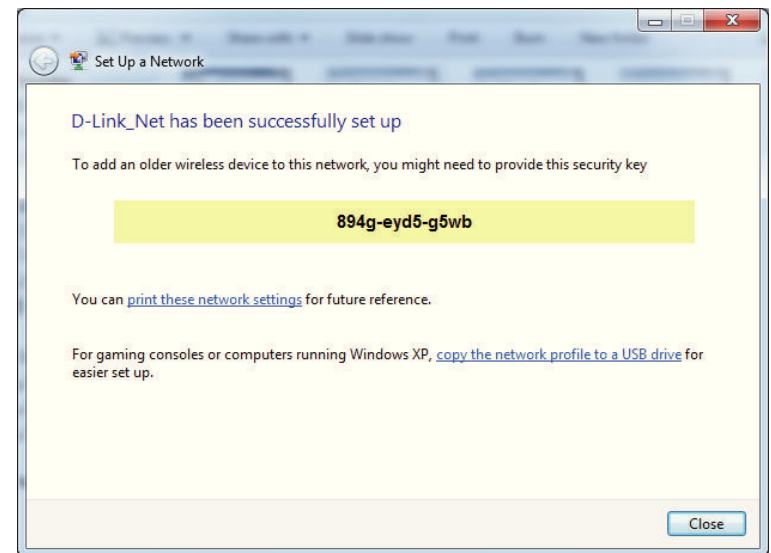 Set Up a Network
D-Link_Net has been successfully set up
To add an older wireless device to this network, you might need to provide this security key
894g-eyd5-g5wb
You can print these network settings for future reference.
For gaming consoles or computers running Windows XP, copy the network profile to a USB drive for
easier set up.
Close